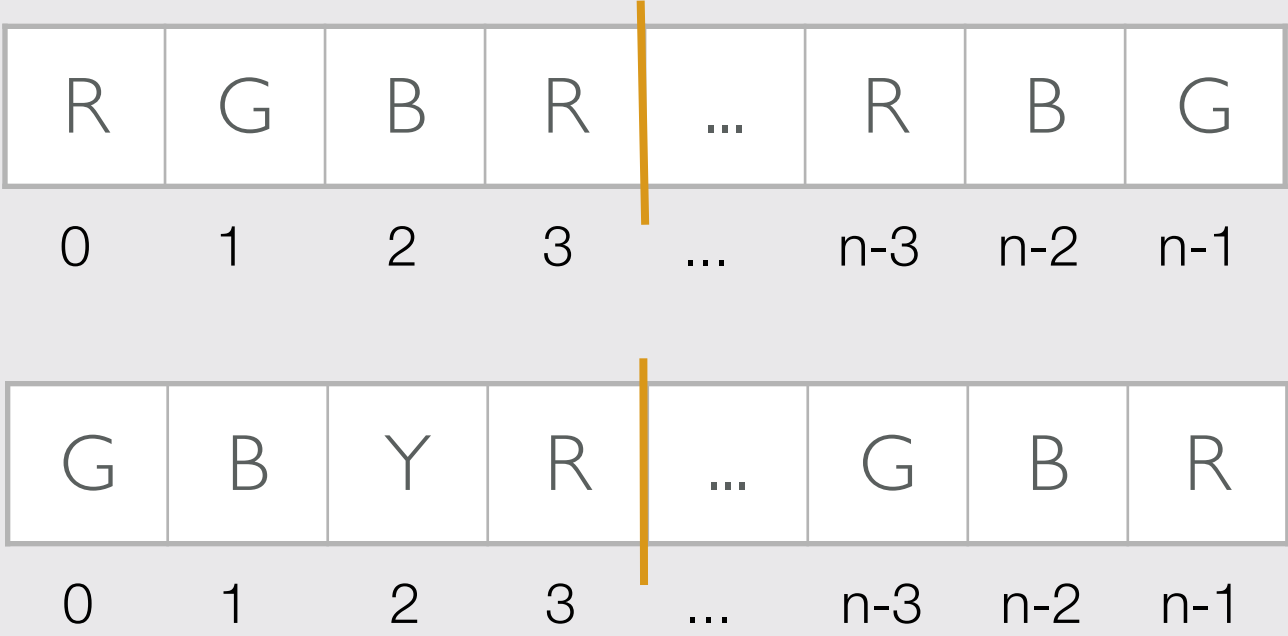 R G B R ... R B G
0 1 2 3 ... n-3 n-2 n-1
G B Y R ... G B R
0 1 2 3 ... n-3 n-2 n-1